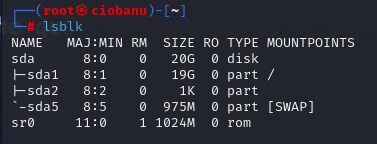 ┌──(root㉿ciobanu)-[~]
└─# lsblk
NAME   MAJ:MIN RM  SIZE RO TYPE MOUNTPOINTS
sda      8:0    0   20G  0 disk
├─sda1   8:1    0   19G  0 part /
├─sda2   8:2    0    1K  0 part
`-sda5   8:5    0  975M  0 part [SWAP]
sr0     11:0    1 1024M  0 rom